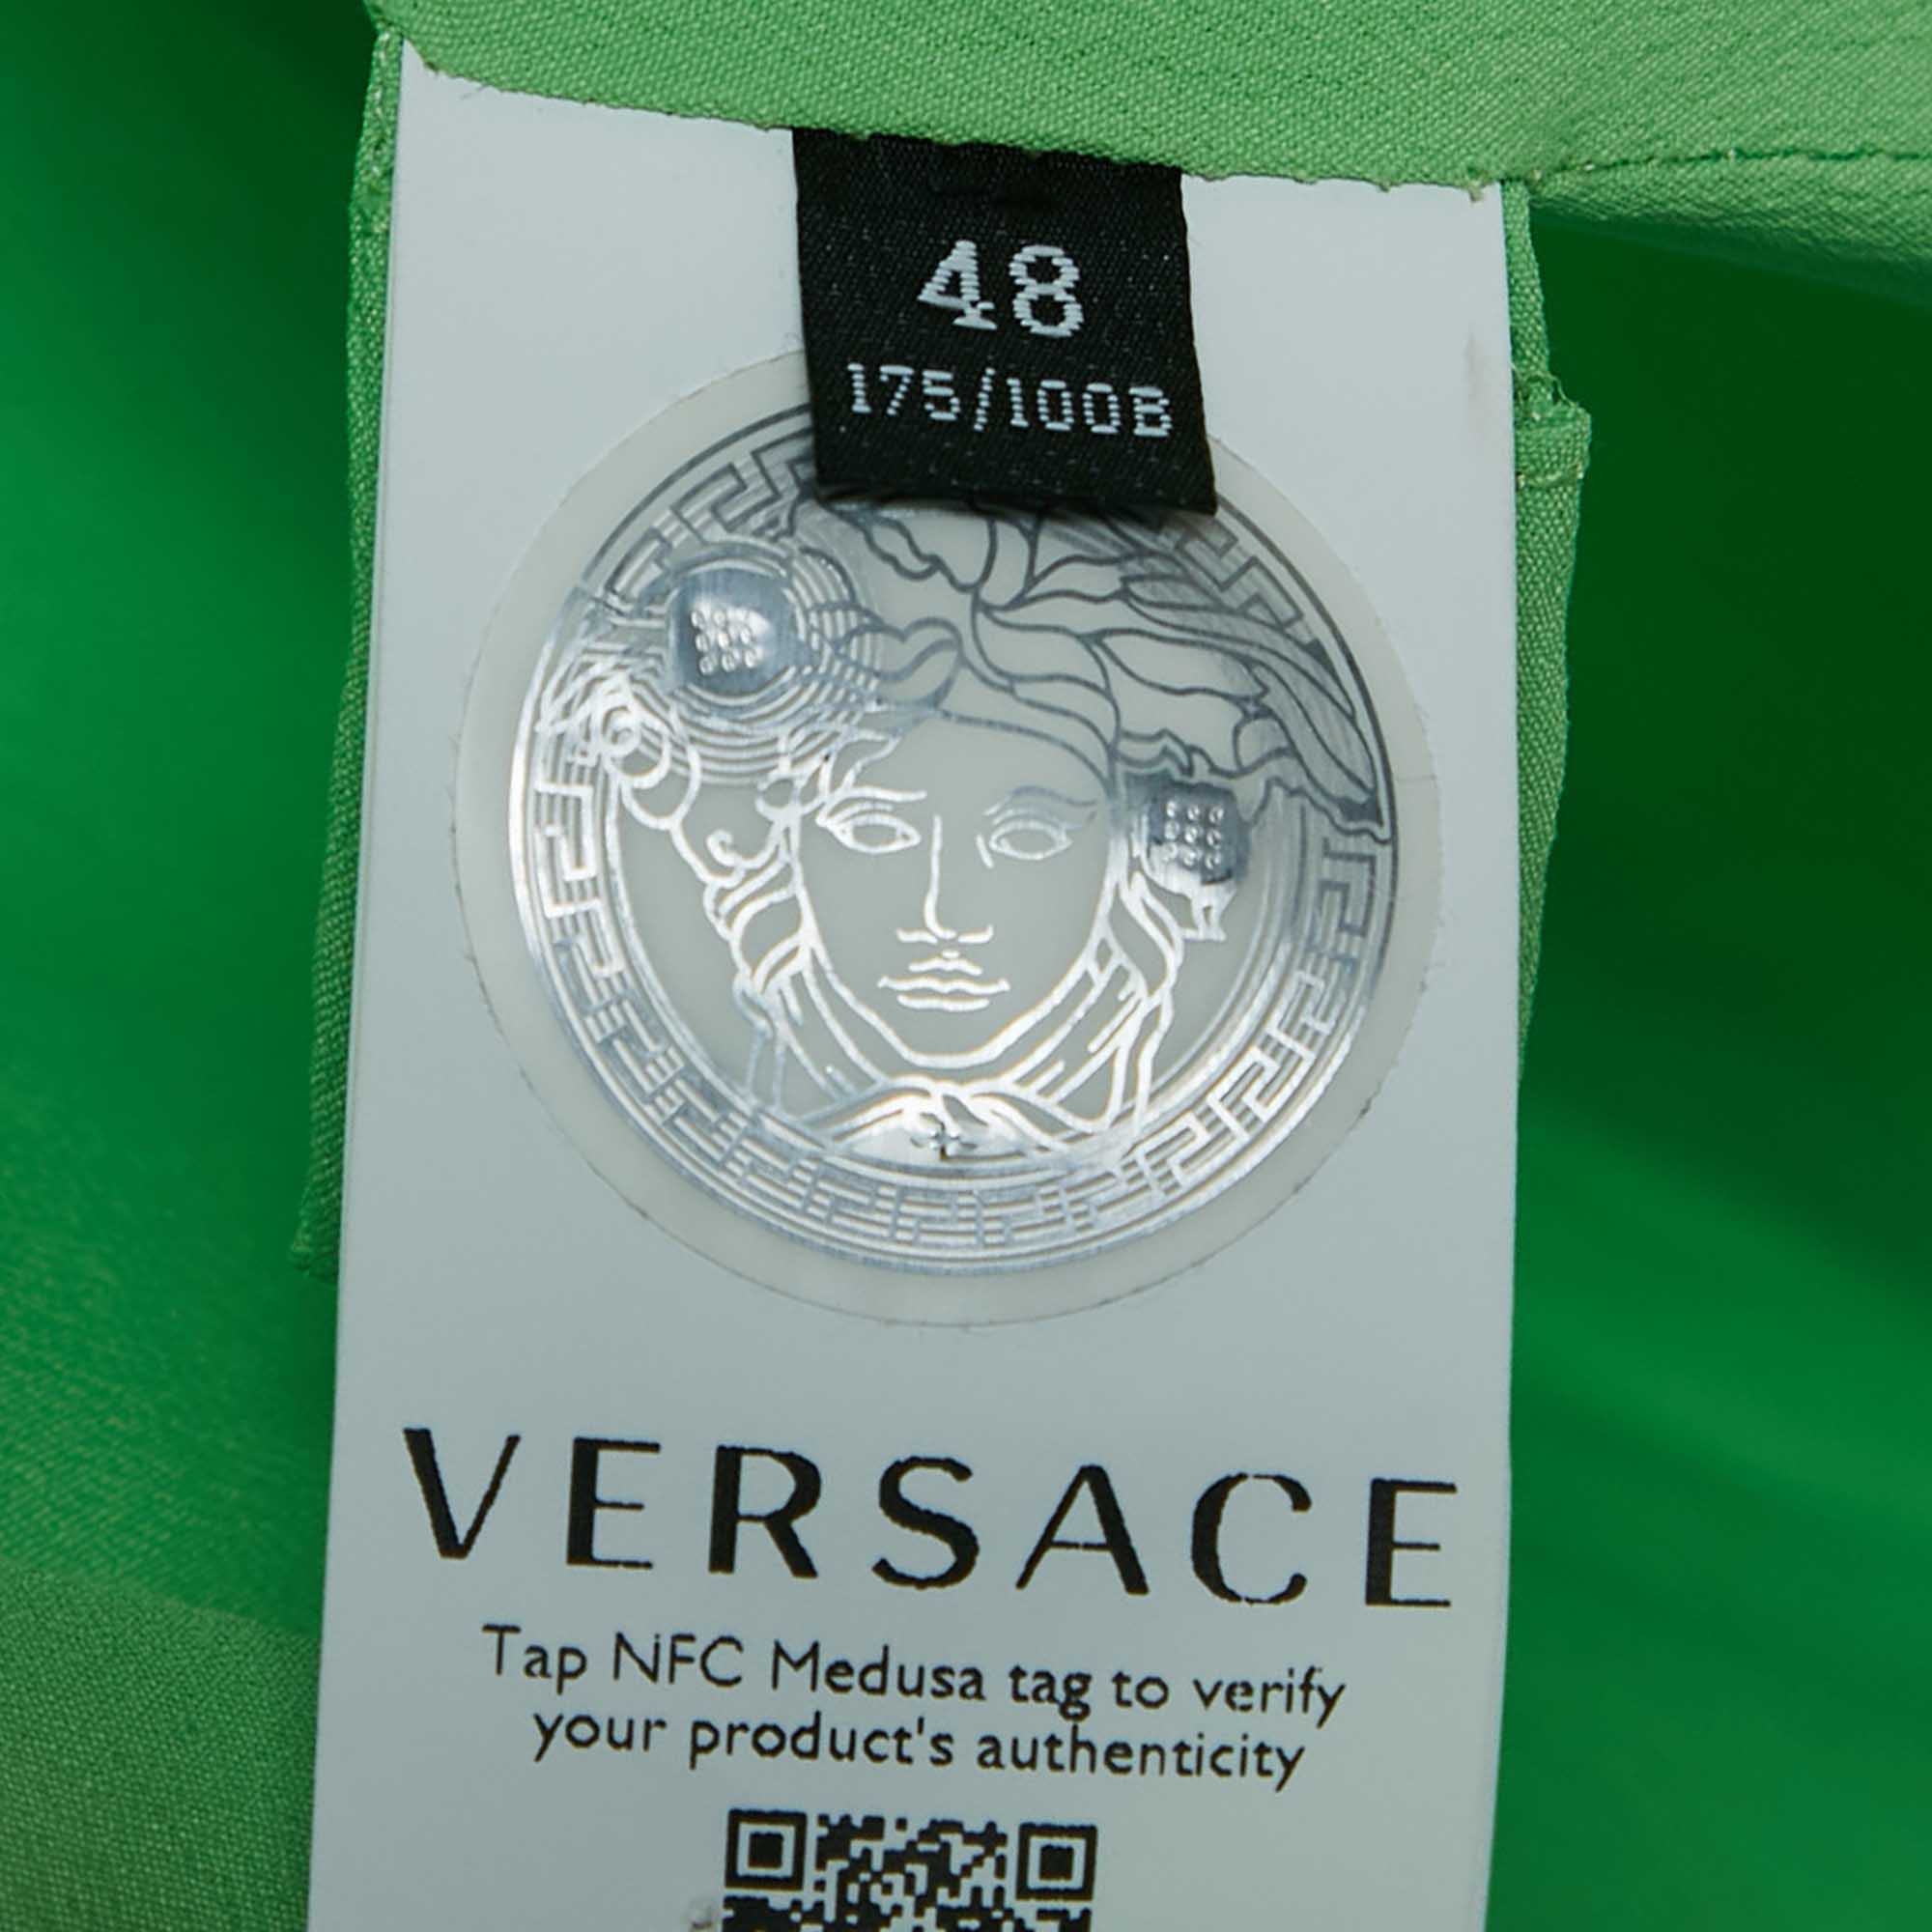 48
175/100B
VERSACE
Tap NFC Medusa tag to verify
your product's authenticity